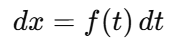 dx = f(t) dt